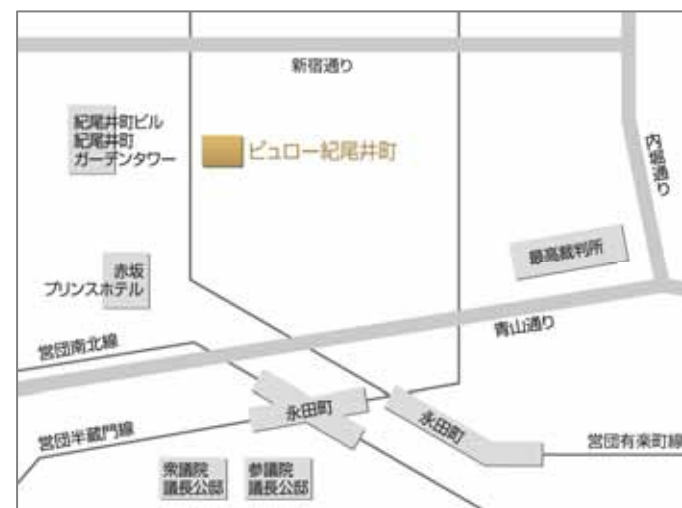 新宿通り
紀尾井町ビル
紀尾井町
ガーデンタワー
ビュロー紀尾井町
内堀通り
最高裁判所
赤坂
プリンスホテル
青山通り
営団南北線
永田町
永田町
営団半蔵門線
営団有楽町線
衆議院
議長公邸
参議院
議長公邸